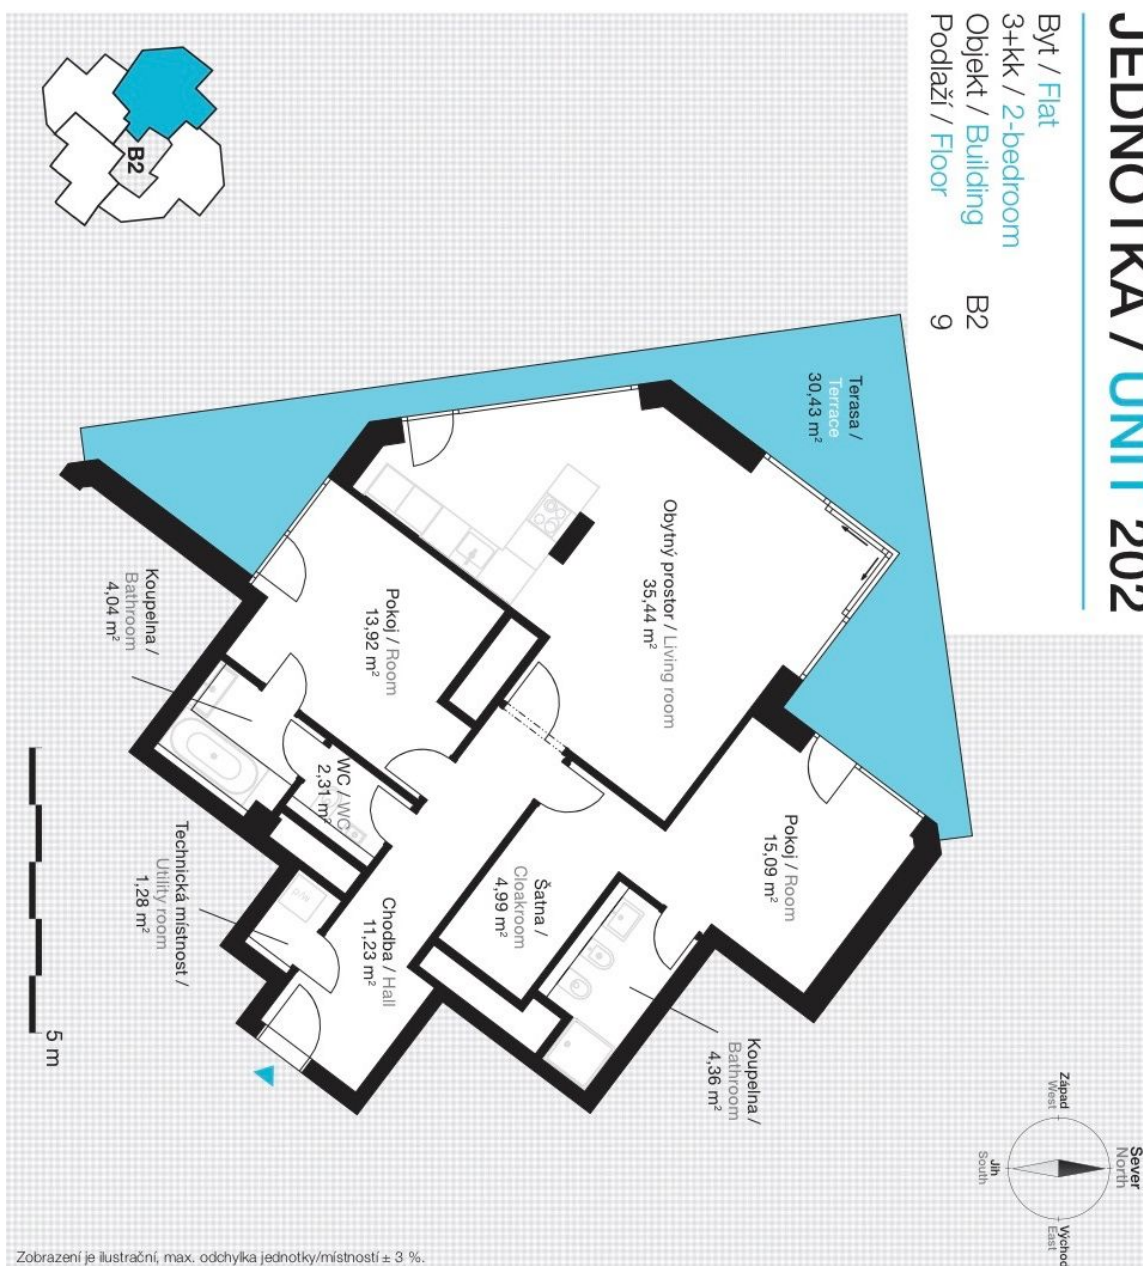 JEDNOTKA / UNIT 202
Byt / Flat
3+kk / 2-bedroom
Objekt / Building B2
Podlaží / Floor 9
B2
Terasa /
Terrace
30,43 m²
Obytný prostor / Living room
35,44 m²
Pokoj / Room
13,92 m²
Koupelna /
Bathroom
4,04 m²
WC / WC
2,31 m²
Technická místnost /
Utility room
1,28 m²
Chodba / Hall
11,23 m²
Šatna /
Cloakroom
4,99 m²
Pokoj / Room
15,09 m²
Koupelna /
Bathroom
4,36 m²
5 m
Sever
North
Západ
West
Východ
East
Jih
South
Zobrazení je ilustrační, max. odchylka jednotky/místností ± 3 %.